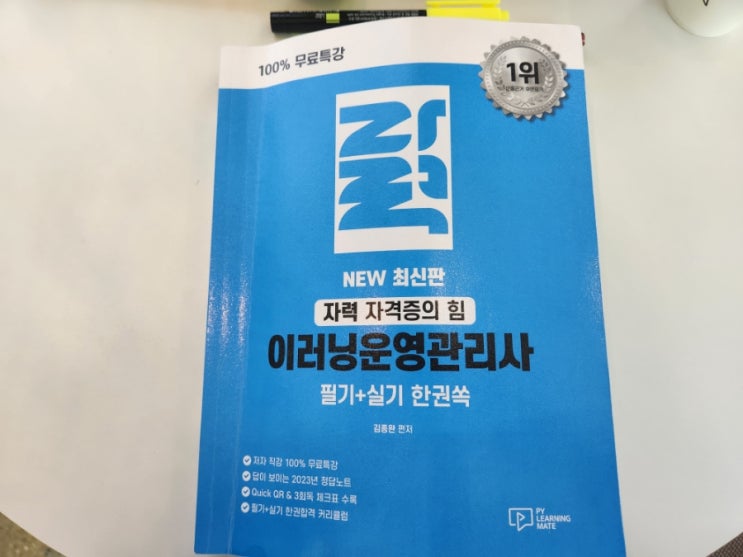 100% 무료특강
1위
자력
NEW 최신판
자력 자격증의 힘
이러닝운영관리사
필기+실기 한권쏙
김종완 편저
저자 직강 100% 무료특강
답이 보이는 2023년 정답노트
Quick QR & 3회독 체크표 수록
필기+실기 한권합격 커리큘럼
PY
LEARNING
MATE